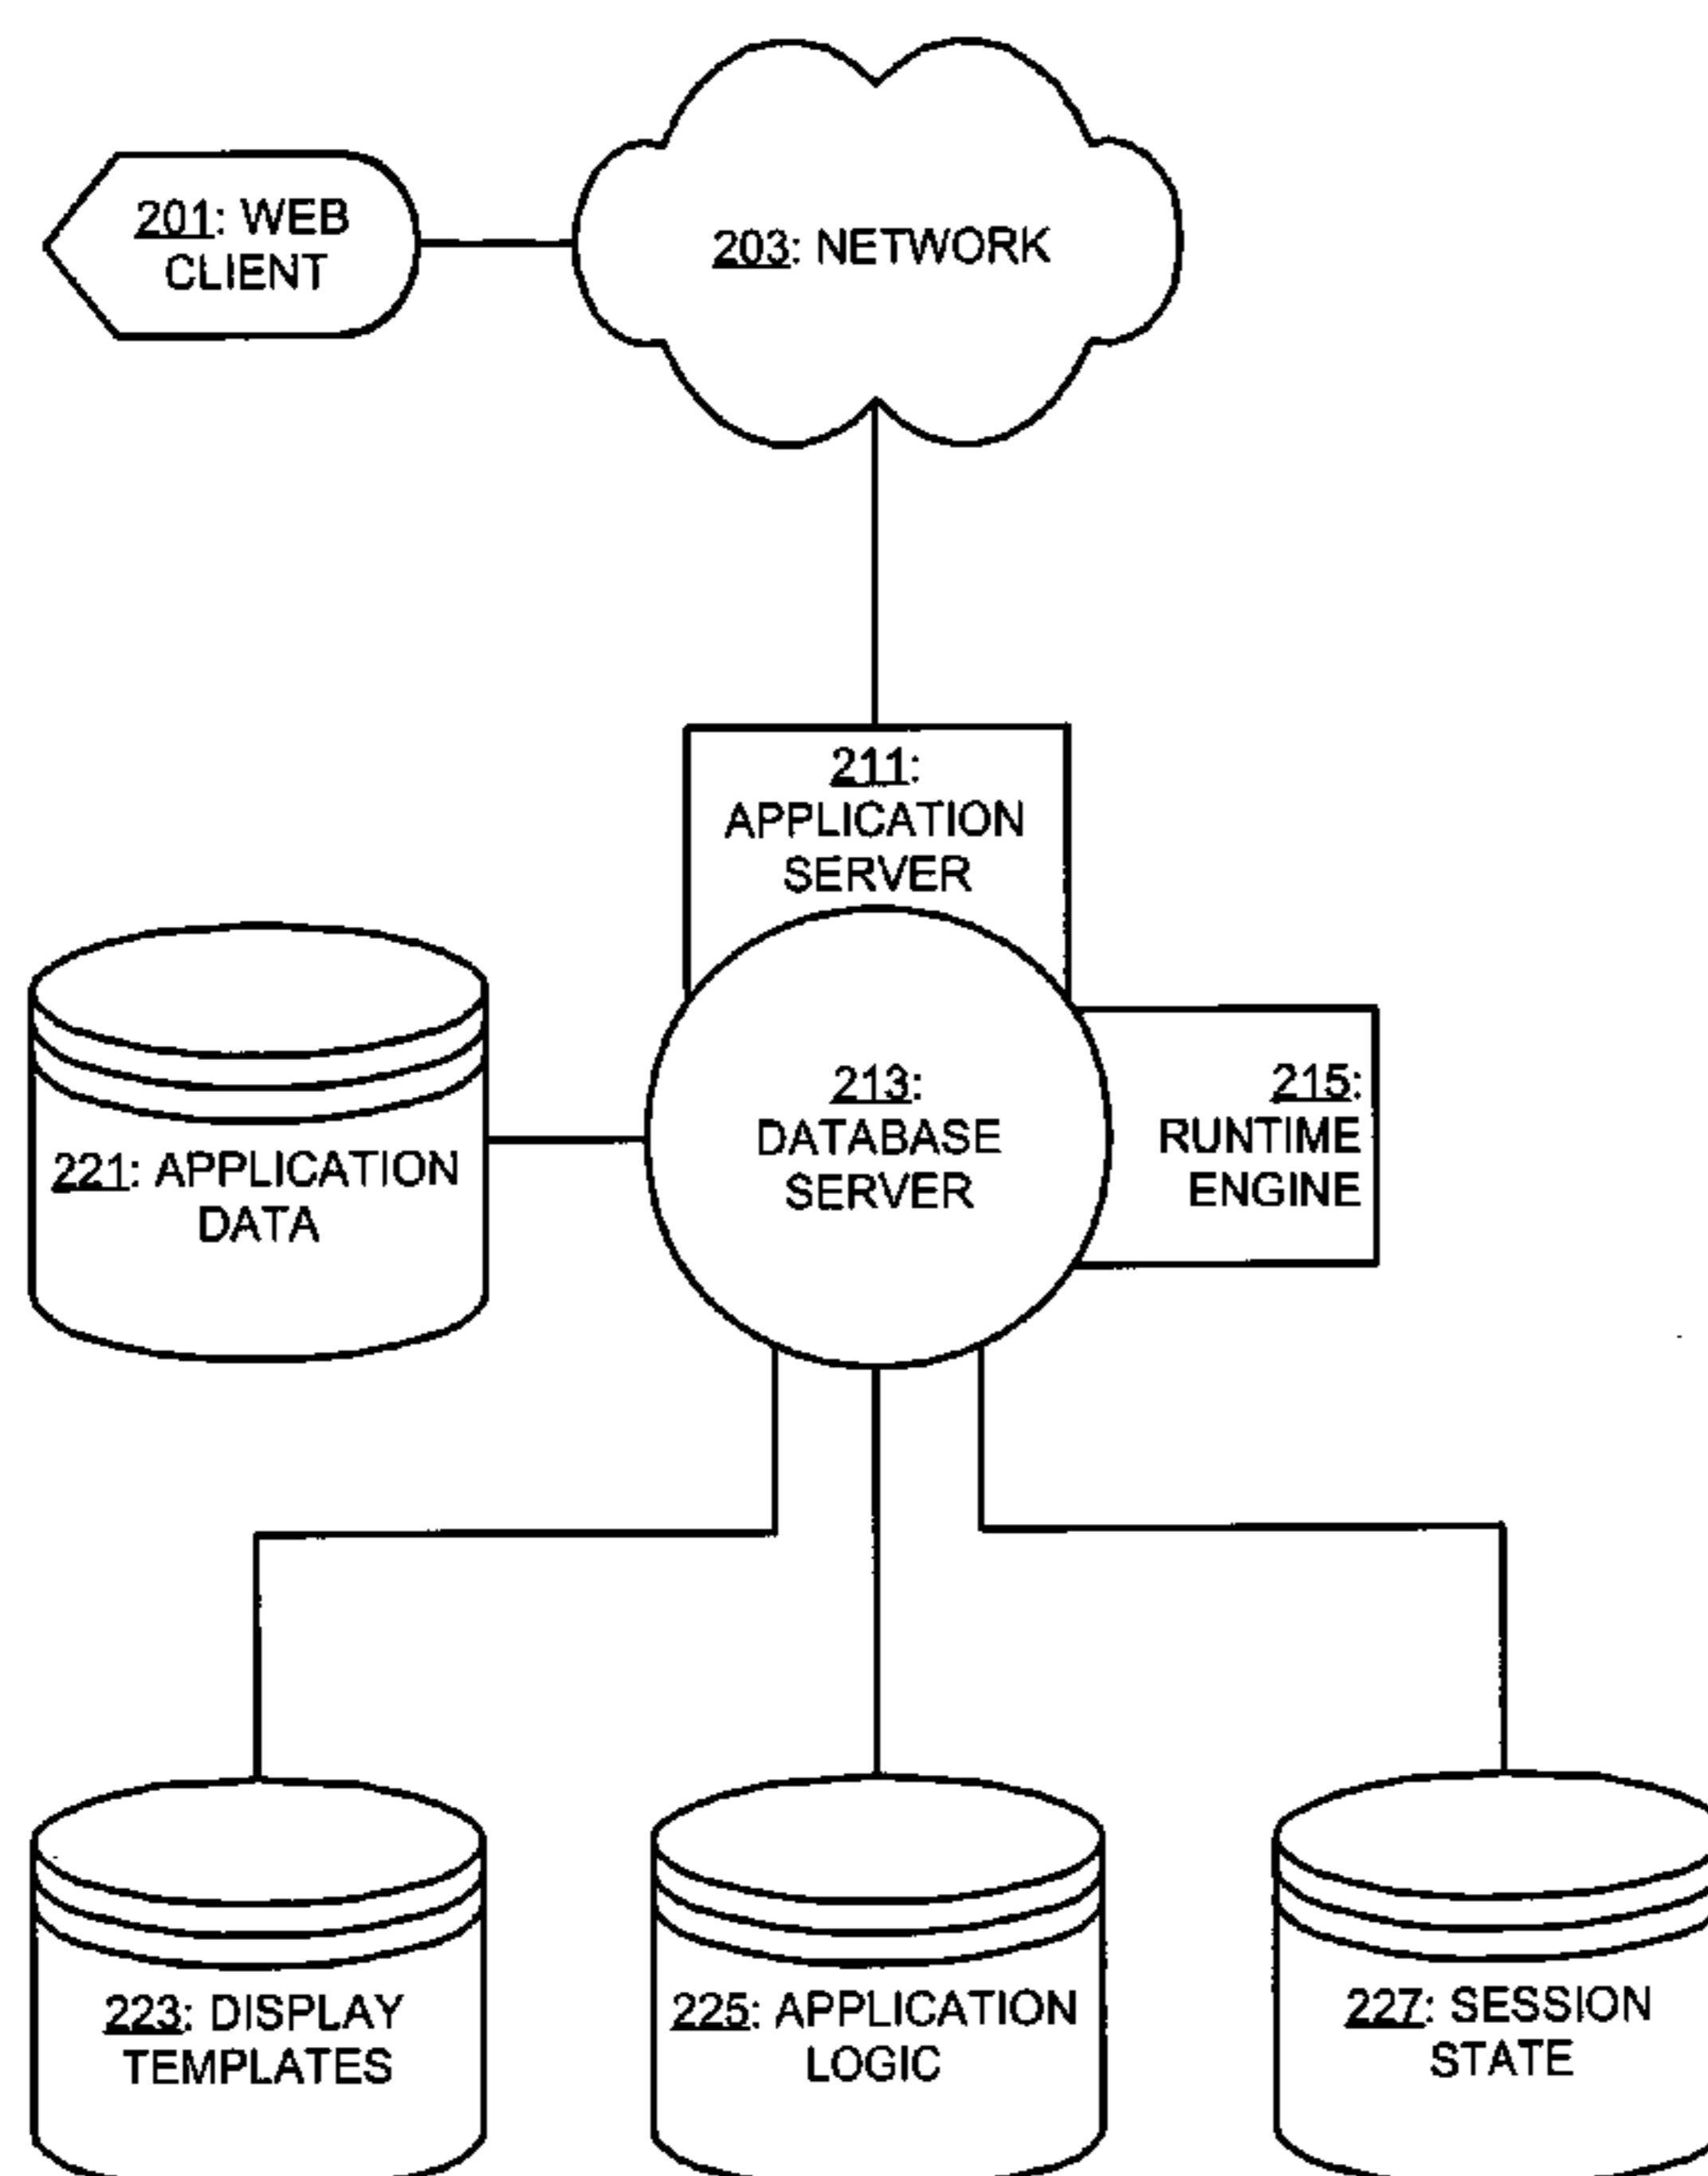 201: WEB
CLIENT
203: NETWORK
211:
APPLICATION
SERVER
213:
DATABASE
SERVER
215:
RUNTIME
ENGINE
221: APPLICATION
DATA
223: DISPLAY
TEMPLATES
225: APPLICATION
LOGIC
227: SESSION
STATE